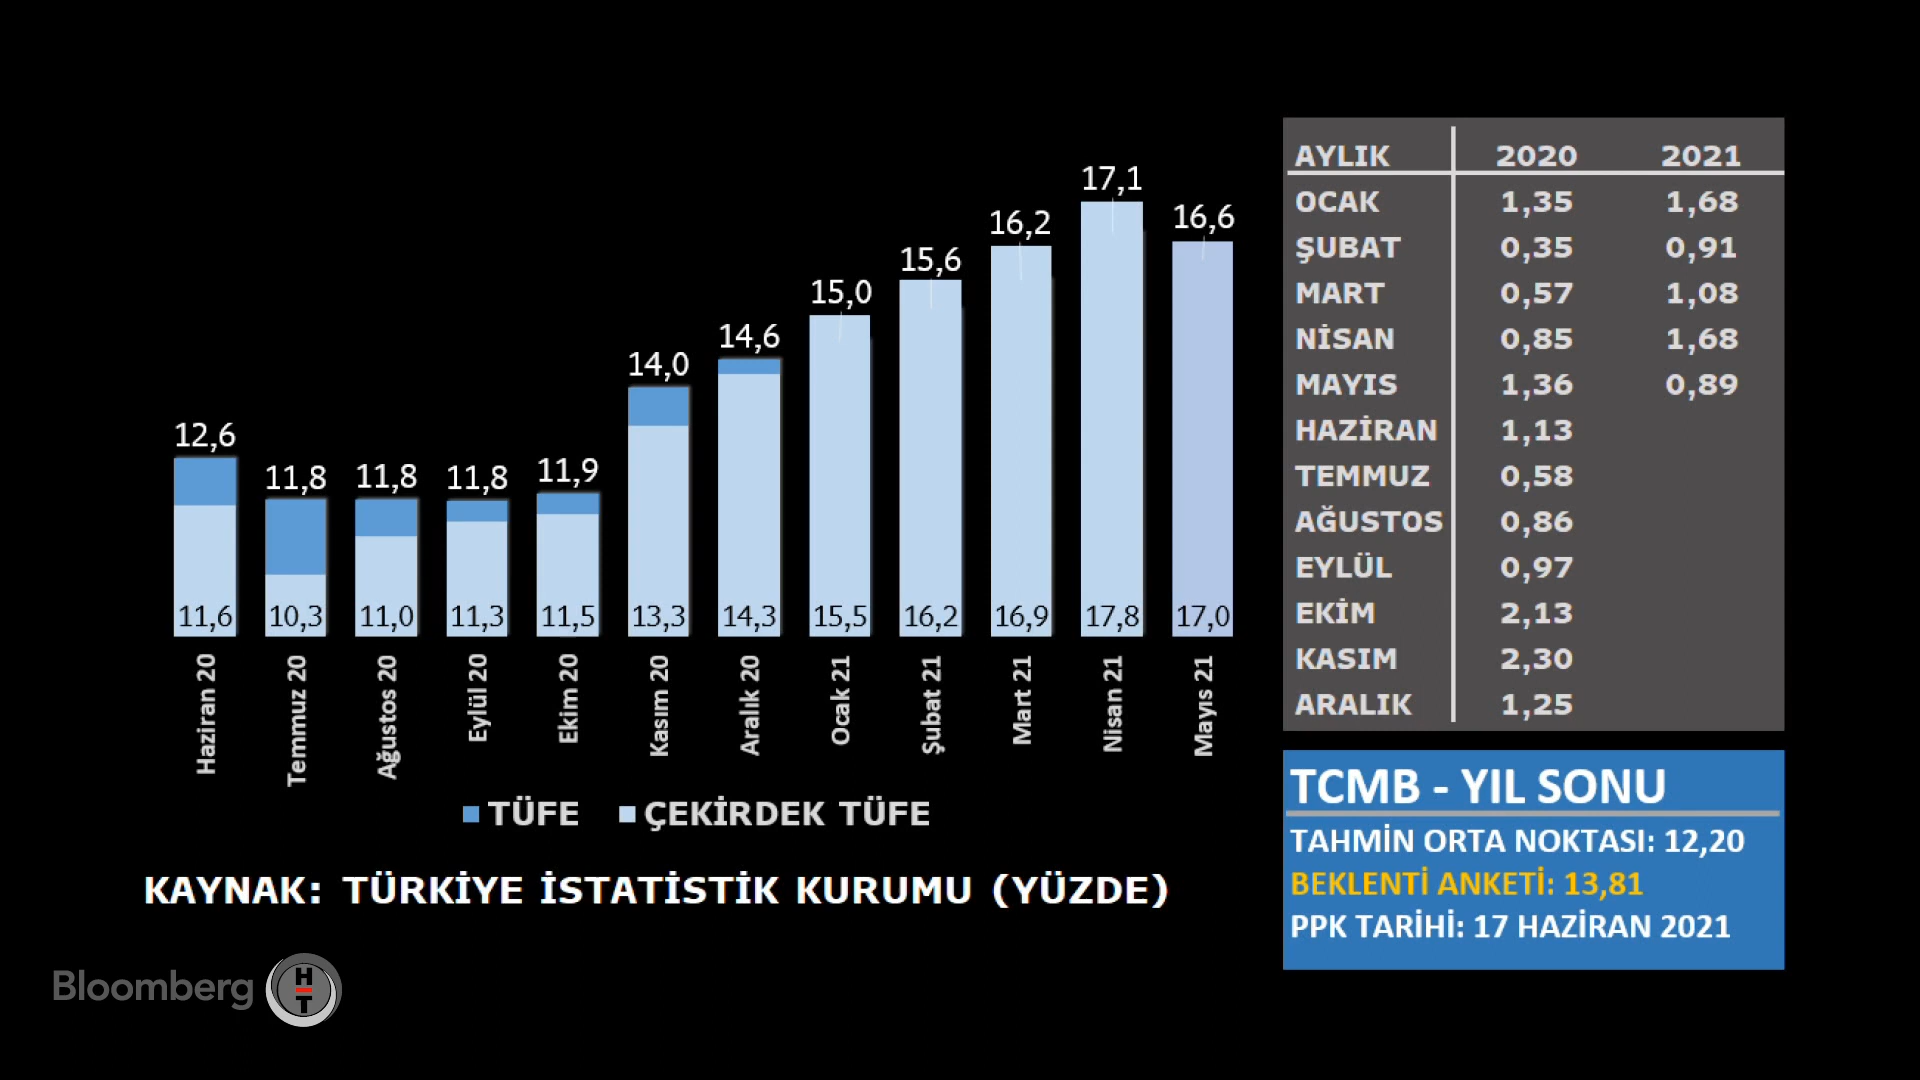 17,1
16,2
16,6
15,6
15,0
14,6
14,0
12,6
11,8
11,8
11,8
11,9
11,6 10,3 11,0 11,3 11,5 13,3 14,3 15,5 16,2 16,9 17,8 17,0
Haziran 20
Temmuz 20
Ağustos 20
Eylül 20
Ekim 20
Kasım 20
Aralık 20
Ocak 21
Şubat 21
Mart 21
Nisan 21
Mayıs 21
TÜFE ÇEKİRDEK TÜFE
KAYNAK: TÜRKİYE İSTATİSTİK KURUMU (YÜZDE)
Bloomberg HT
AYLIK 2020 2021
OCAK 1,35 1,68
ŞUBAT 0,35 0,91
MART 0,57 1,08
NİSAN 0,85 1,68
MAYIS 1,36 0,89
HAZİRAN 1,13
TEMMUZ 0,58
AĞUSTOS 0,86
EYLÜL 0,97
EKİM 2,13
KASIM 2,30
ARALIK 1,25
TCMB - YIL SONU
TAHMİN ORTA NOKTASI: 12,20
BEKLENTİ ANKETİ: 13,81
PPK TARİHİ: 17 HAZİRAN 2021